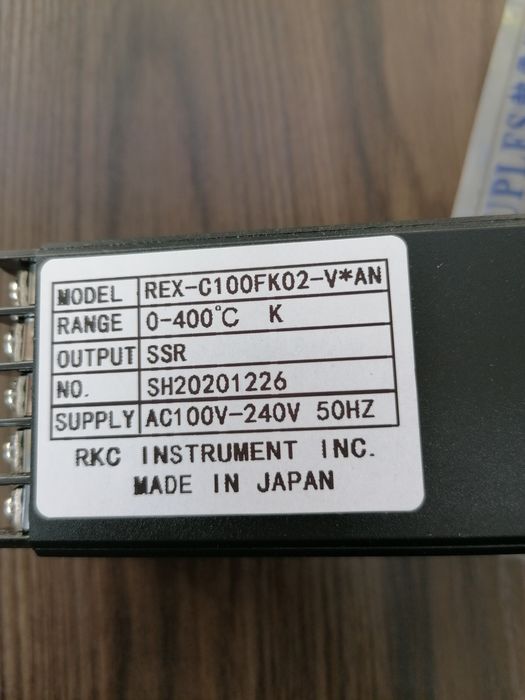 UPLES
MODEL REX-C100FK02-V*AN
RANGE 0-400℃ K
OUTPUT SSR
NO. SH20201226
SUPPLY AC100V-240V 50HZ
RKC INSTRUMENT INC.
MADE IN JAPAN